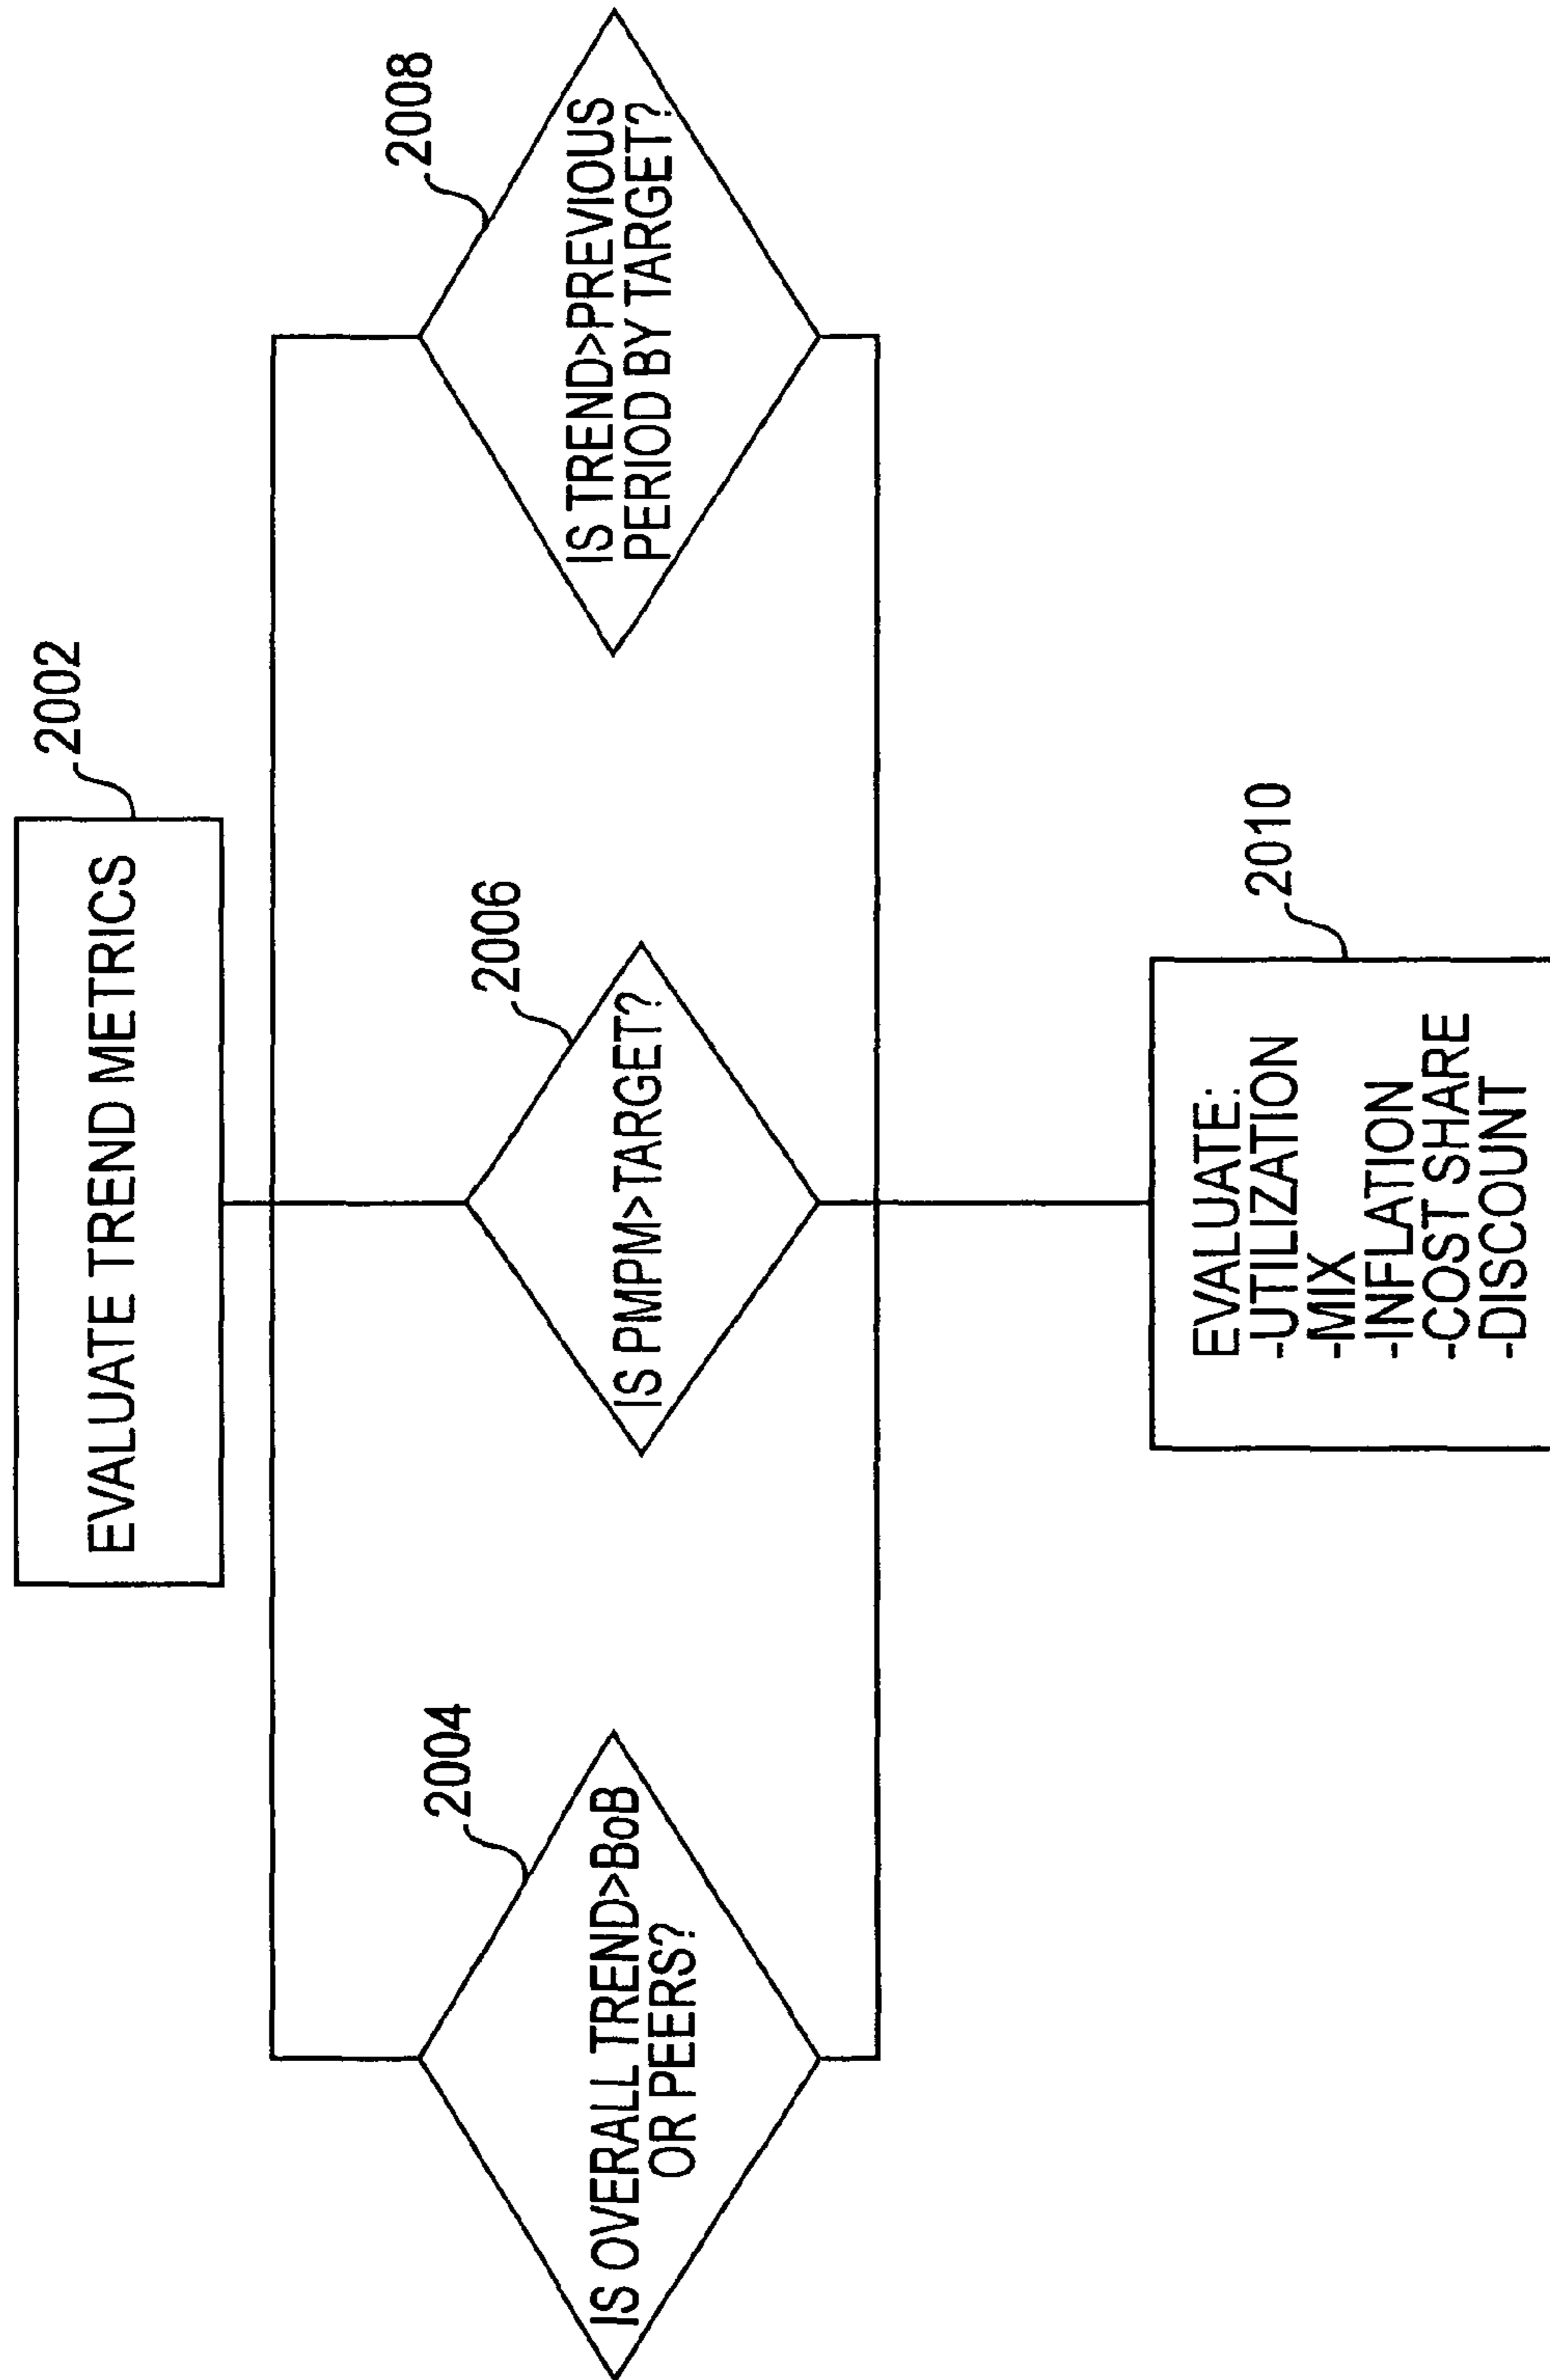 EVALUATE TREND METRICS
2002
IS OVERALL TREND>BoB
OR PEERS?
2004
IS PMPM>TARGET?
2006
IS TREND>PREVIOUS
PERIOD BY TARGET?
2008
EVALUATE:
-UTILIZATION
-MIX
-INFLATION
-COST SHARE
-DISCOUNT
2010